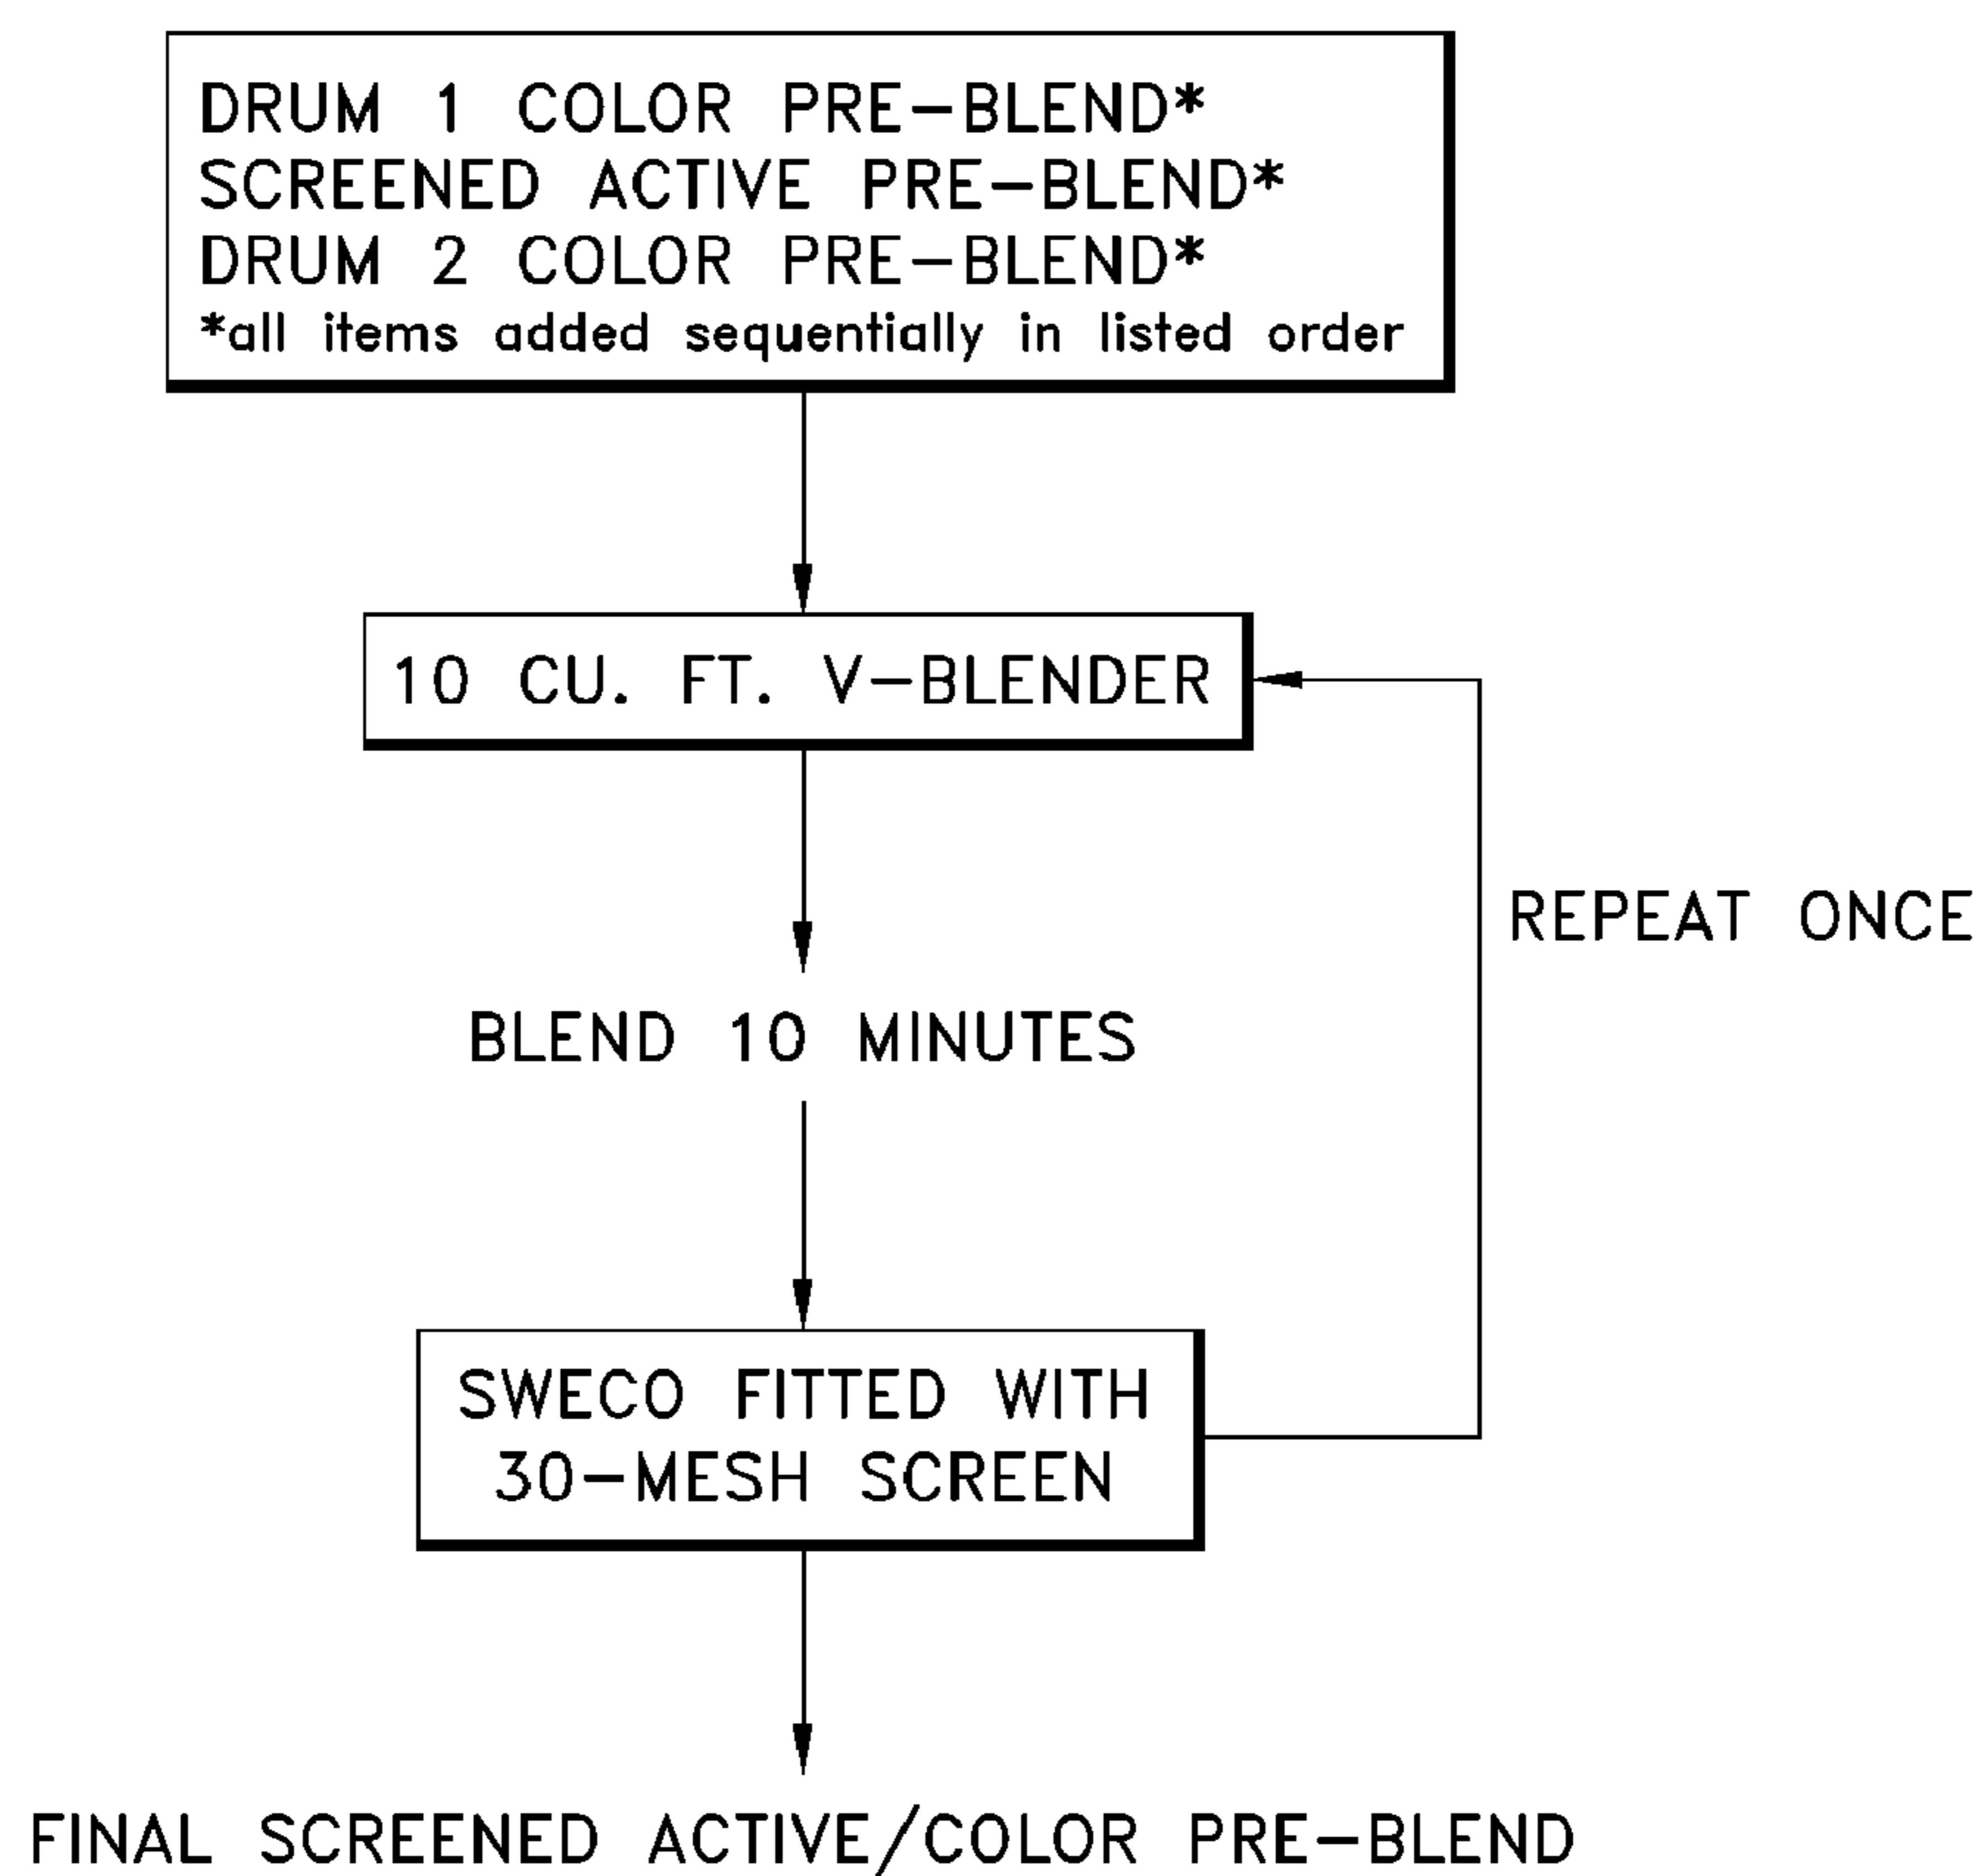 DRUM 1 COLOR PRE-BLEND*
SCREENED ACTIVE PRE-BLEND*
DRUM 2 COLOR PRE-BLEND*
*all items added sequentially in listed order
10 CU. FT. V-BLENDER
REPEAT ONCE
BLEND 10 MINUTES
SWECO FITTED WITH
30-MESH SCREEN
FINAL SCREENED ACTIVE/COLOR PRE-BLEND